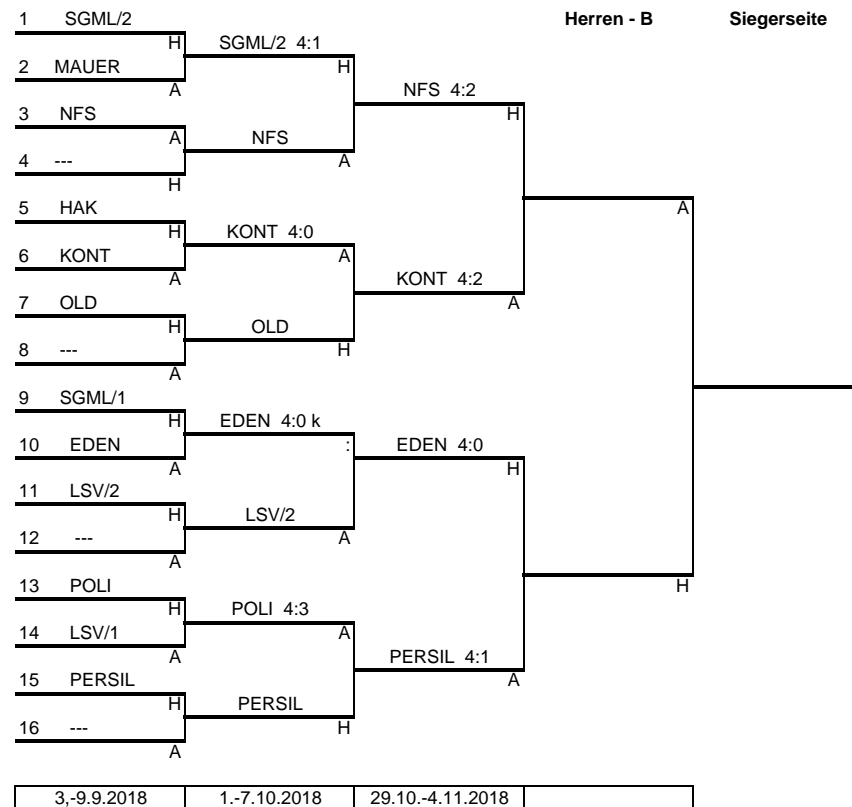 Herren - B Siegerseite
1 SGML/2
H SGML/2 4:1
2 MAUER H
A NFS 4:2
3 NFS H
A NFS
4 --- A
H
A
5 HAK
H KONT 4:0
6 KONT A
A KONT 4:2
7 OLD A
H OLD
8 --- H
A
9 SGML/1
H EDEN 4:0 k
10 EDEN : EDEN 4:0
A H
11 LSV/2
H LSV/2
12 --- A
A
13 POLI H
H POLI 4:3
14 LSV/1 A
A PERSIL 4:1
15 PERSIL A
H PERSIL
16 --- H
A
3,-9.9.2018 1.-7.10.2018 29.10.-4.11.2018